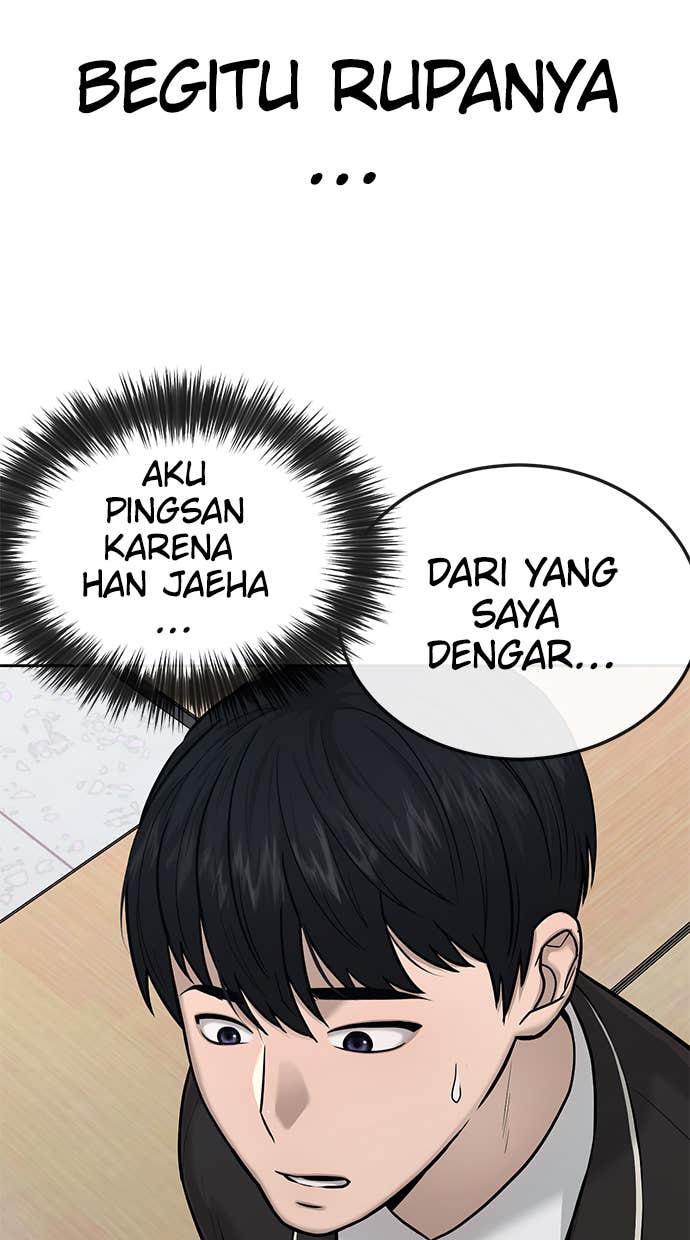 BEGITU RUPANYA
...
AKU
PINGSAN
KARENA
HAN JAEHA
...
DARI YANG
SAYA
DENGAR...